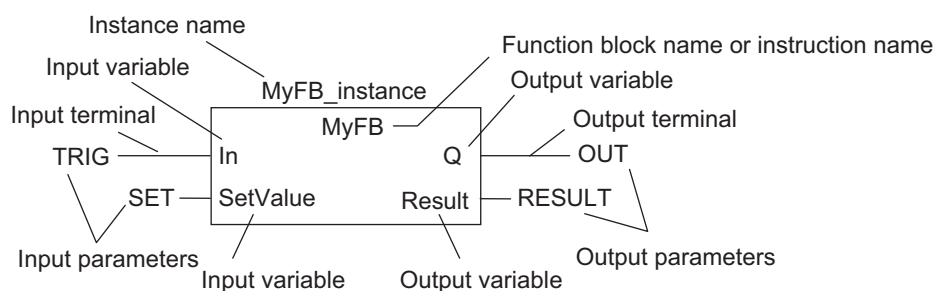 Instance name
Function block name or instruction name
Input variable
Output variable
MyFB_instance
Input terminal
MyFB
Output terminal
TRIG
In
Q
OUT
SET
SetValue
Result
RESULT
Input parameters
Output parameters
Input variable
Output variable